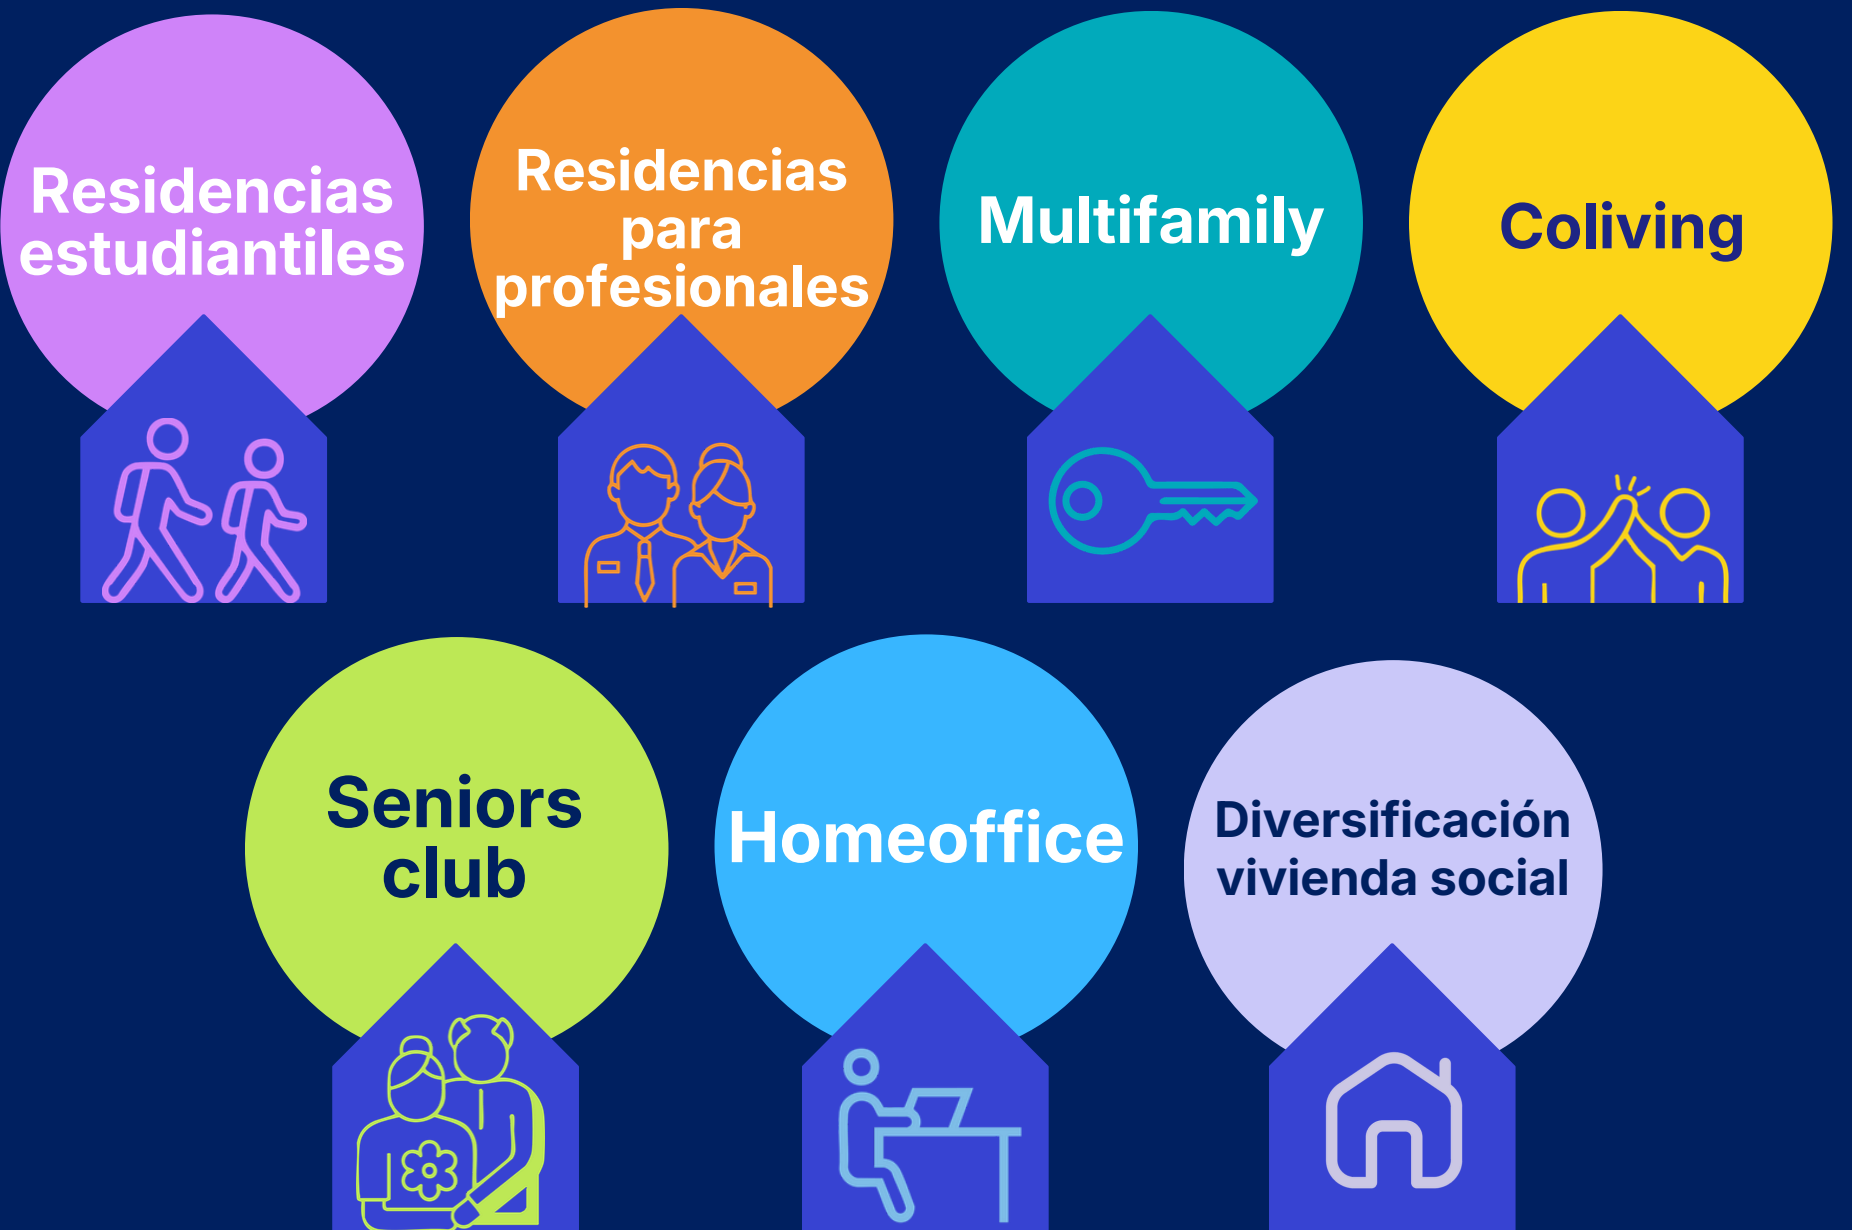 Residencias
estudiantiles
Residencias
para
profesionales
Multifamily
Coliving
Seniors
club
Homeoffice
Diversificación
vivienda social